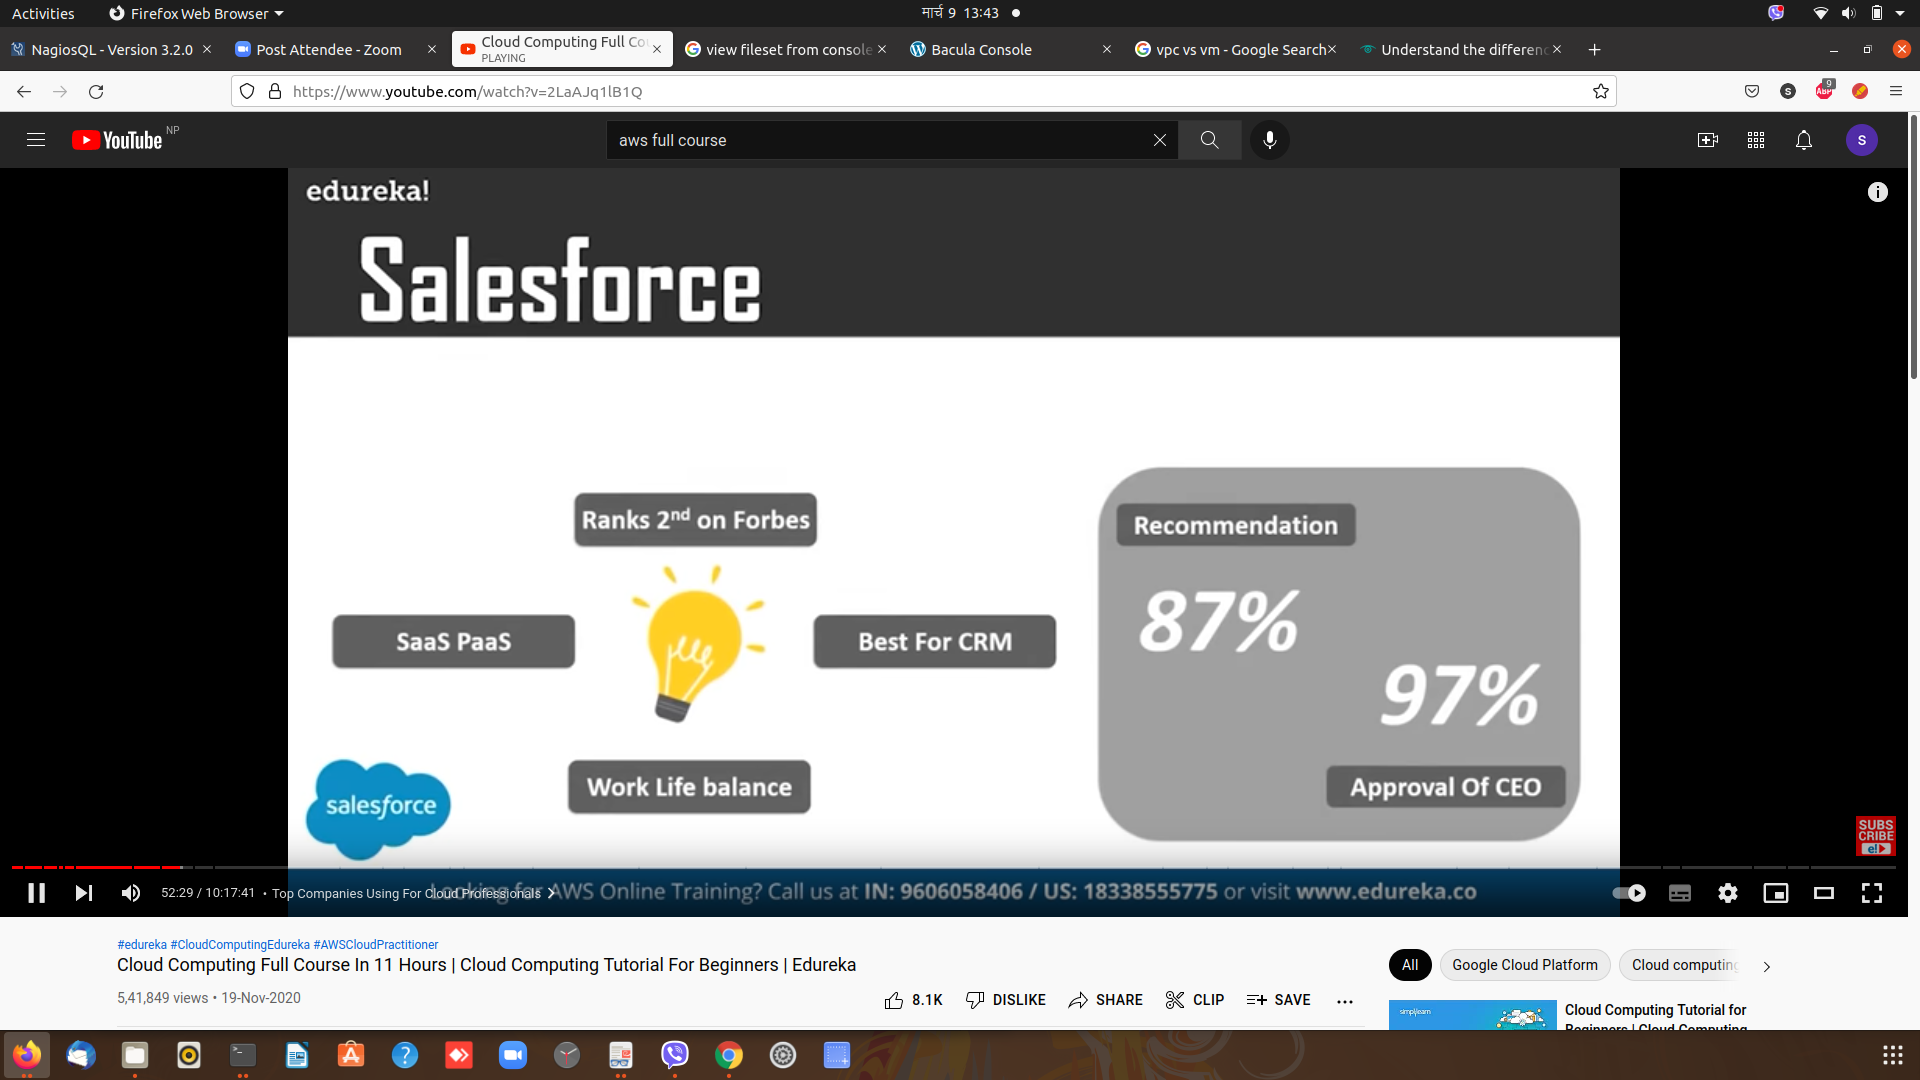 Activities
Firefox Web Browser
मार्च 9 13:43
NagiosQL - Version 3.2.0
Post Attendee - Zoom
Cloud Computing Full Co
PLAYING
view fileset from console
Bacula Console
vpc vs vm - Google Search
Understand the differenc
https://www.youtube.com/watch?v=2LaAJq1lB1Q
S
ABP
9
YouTube NP
aws full course
S
edureka!
Salesforce
Ranks 2nd on Forbes
SaaS PaaS
Best For CRM
Work Life balance
salesforce
Recommendation
87%
97%
Approval Of CEO
SUBS
CRIBE
e!
52:29 / 10:17:41 • Top Companies Using For Cloud Professionals
Looking for AWS Online Training? Call us at IN: 9606058406 / US: 18338555775 or visit www.edureka.co
#edureka #CloudComputingEdureka #AWSCloudPractitioner
Cloud Computing Full Course In 11 Hours | Cloud Computing Tutorial For Beginners | Edureka
5,41,849 views • 19-Nov-2020
8.1K
DISLIKE
SHARE
CLIP
SAVE
All
Google Cloud Platform
Cloud computing
simplilearn
Cloud Computing Tutorial for
Beginners | Cloud Computing